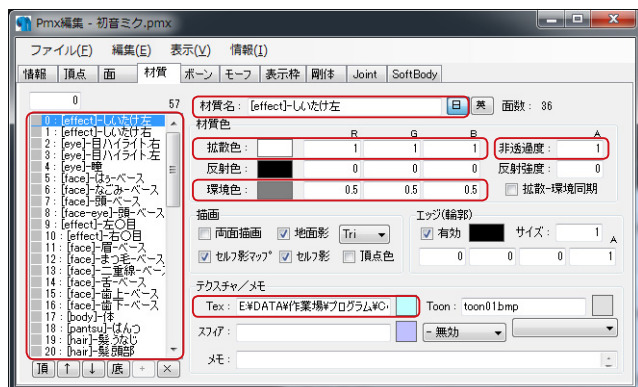 Pmx編集 - 初音ミク.pmx
ファイル(F) 編集(E) 表示(V) 情報(I)
情報 頂点 面 材質 ボーン モーフ 表示枠 剛体 Joint SoftBody
0 57
0 : [effect]-しいたけ左
1 : [effect]-しいたけ右
2 : [eye]-目ハイライト右
3 : [eye]-目ハイライト左
4 : [eye]-瞳
5 : [face]-はぅ-ベース
6 : [face]-なごみ-ベース
7 : [face]-頭-ベース
8 : [face-eye]-頭-ベース
9 : [effect]-左〇目
10 : [effect]-右〇目
11 : [face]-眉-ベース
12 : [face]-まつ毛-ベース
13 : [face]-二重線-ベー
14 : [face]-舌-ベース
15 : [face]-歯上-ベース
16 : [face]-歯下-ベース
17 : [body]-体
18 : [pantsu]-ぱんつ
19 : [hair]-髪うなじ
20 : [hair]-髪頭部
頂 ↑ ↓ 底 + ×
材質名 : [effect]-しいたけ左 日 英 面数 : 36
材質色
R G B A
拡散色 : 1 1 1 非透過度 : 1
反射色 : 0 0 0 反射強度 : 0
環境色 : 0.5 0.5 0.5 拡散-環境同期
描画 エッジ(輪郭)
両面描画 地面影 Tri 有効 サイズ : 1
セルフ影マップ セルフ影 頂点色 0 0 0 1 A
テクスチャ/メモ
Tex : E:¥DATA¥作業場¥プログラム¥C Toon : toon01.bmp
スフィア : - 無効
メモ :